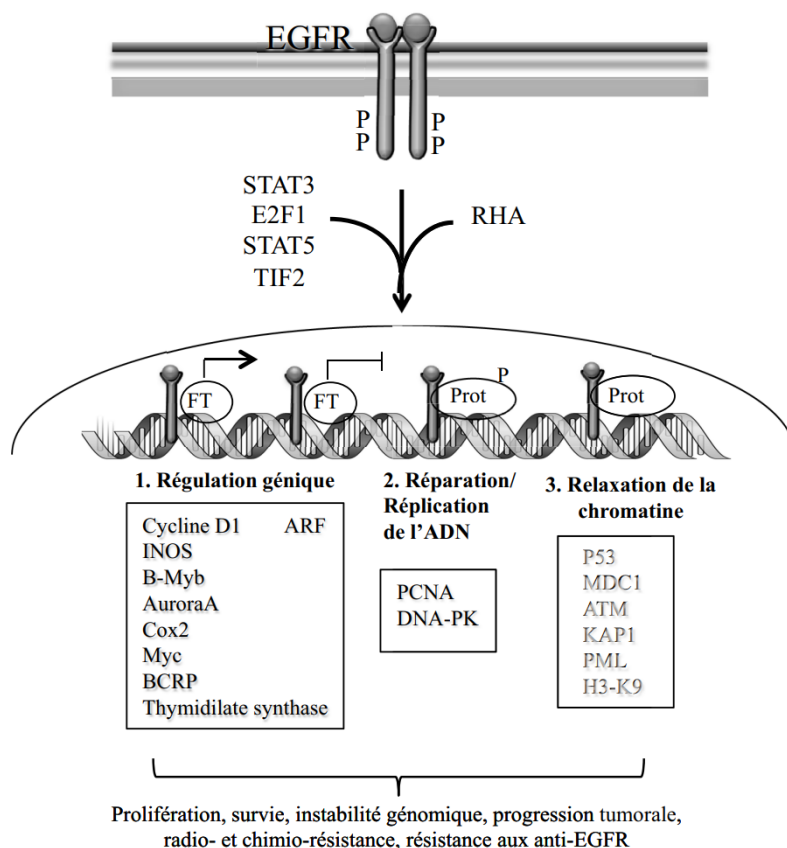 EGFR
P
P
P
P
STAT3
E2F1
STAT5
TIF2
RHA
FT
FT
Prot
P
Prot
1. Régulation génique
Cycline D1 ARF
INOS
B-Myb
AuroraA
Cox2
Myc
BCRP
Thymidilate synthase
2. Réparation/
Réplication
de l'ADN
PCNA
DNA-PK
3. Relaxation de la
chromatine
P53
MDC1
ATM
KAP1
PML
H3-K9
Prolifération, survie, instabilité génomique, progression tumorale,
radio- et chimio-résistance, résistance aux anti-EGFR